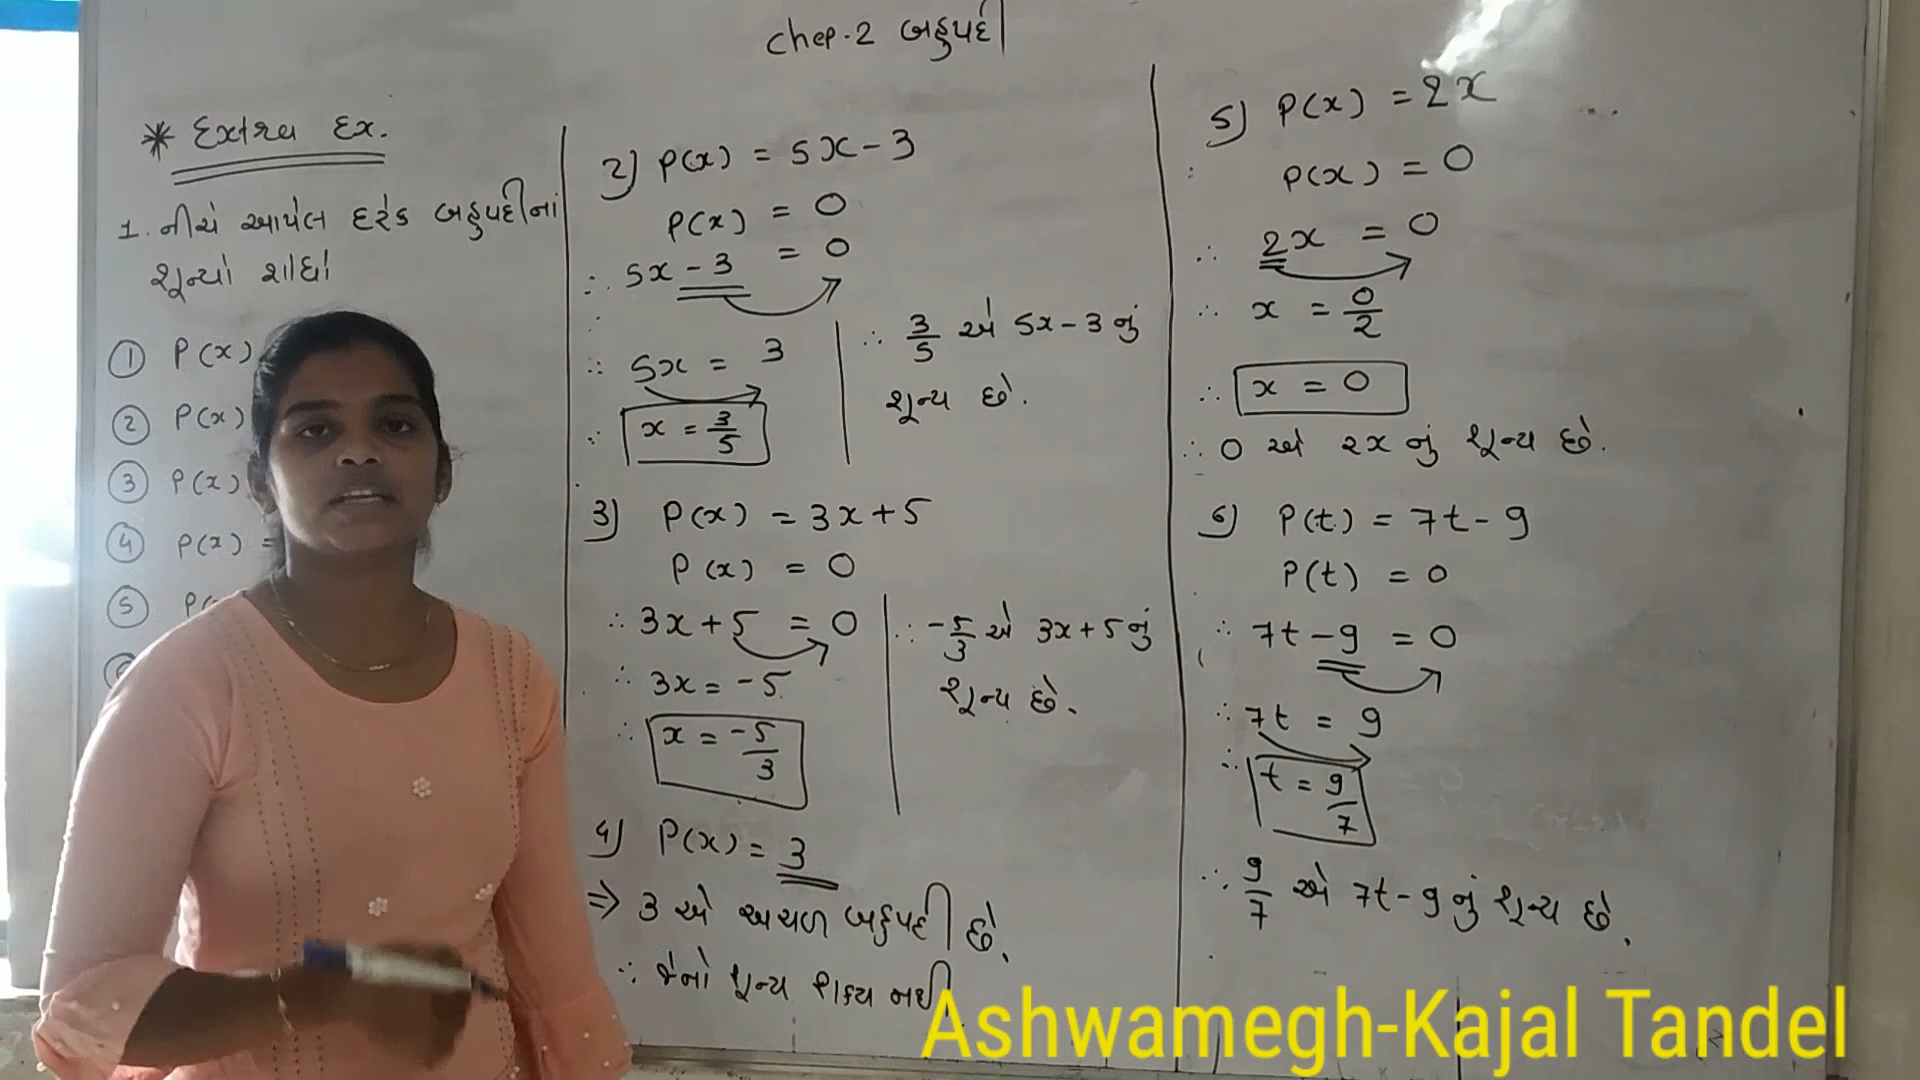 Chep.2 બહુપદી
* Extra Ex.
1. નીચે આપેલ દરેક બહુપદીનાં
શૂન્યો શોધો
① P(x)
② P(x)
③ P(x)
④ P(x) =
⑤ P(
2) P(x) = 5x - 3
P(x) = 0
∴ 5x - 3 = 0
∴ 5x = 3
∴ x = 3/5
∴ 3/5 એ 5x - 3 નું
શૂન્ય છે.
3) P(x) = 3x + 5
P(x) = 0
∴ 3x + 5 = 0
∴ 3x = -5
∴ x = -5/3
∴ -5/3 એ 3x + 5 નું
શૂન્ય છે.
4) P(x) = 3
⇒ 3 એ અચળ બહુપદી છે.
∴ જેનો શૂન્ય શક્ય નથી
5) P(x) = 2x
P(x) = 0
∴ 2x = 0
∴ x = 0/2
∴ x = 0
∴ 0 એ 2x નું શૂન્ય છે.
6) P(t) = 7t - 9
P(t) = 0
∴ 7t - 9 = 0
∴ 7t = 9
∴ t = 9/7
∴ 9/7 એ 7t - 9 નું શૂન્ય છે.
Ashwamegh-Kajal Tandel